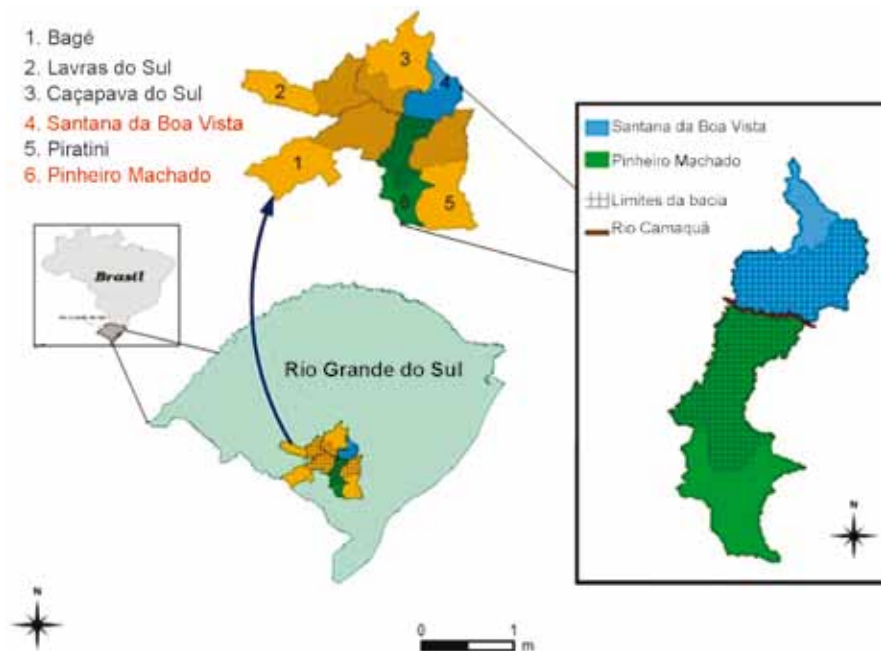 1. Bagé
2. Lavras do Sul
3. Caçapava do Sul
4. Santana da Boa Vista
5. Piratini
6. Pinheiro Machado
3
4
2
1
6
5
Santana da Boa Vista
Pinheiro Machado
Limites da bacia
Rio Camaquã
Brasil
Rio Grande do Sul
N
N
0 1
m